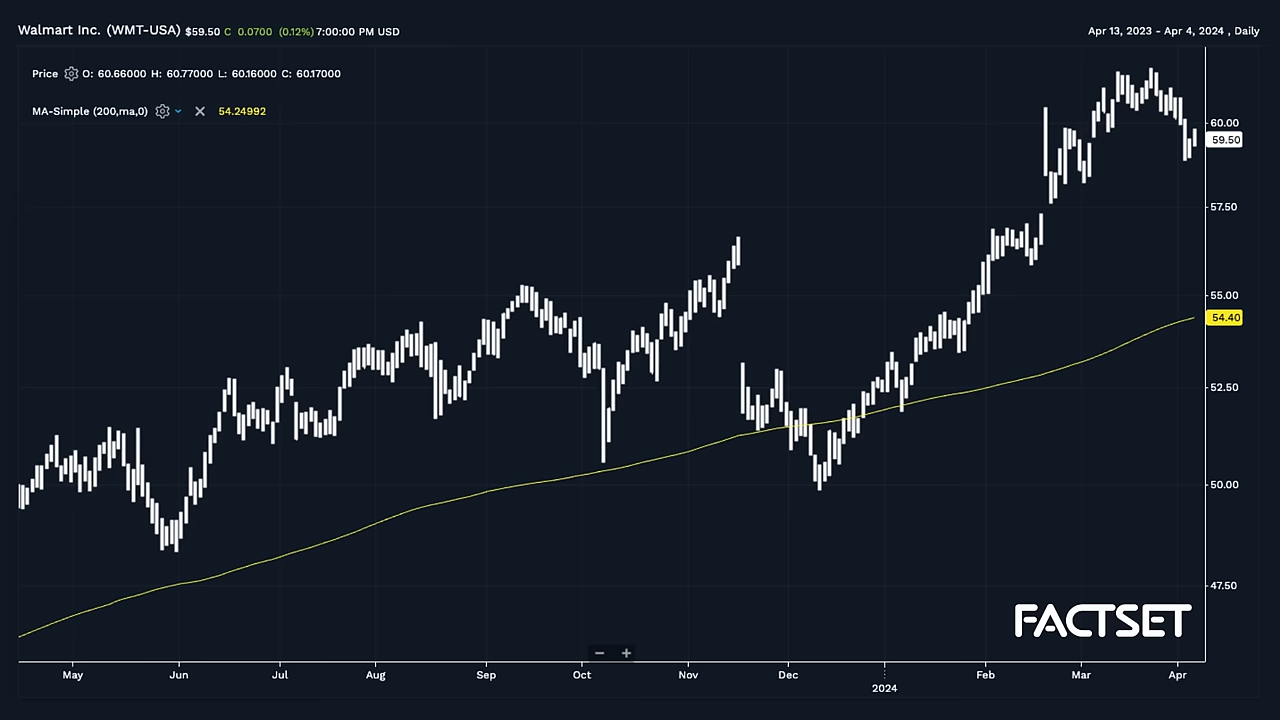 Walmart Inc. (WMT-USA) $59.50 C 0.0700 (0.12%) 7:00:00 PM USD
Apr 13, 2023 - Apr 4, 2024 , Daily
Price O: 60.66000 H: 60.77000 L: 60.16000 C: 60.17000
MA-Simple (200,ma,0) 54.24992
60.00
59.50
57.50
55.00
54.40
52.50
50.00
47.50
FACTSET
May Jun Jul Aug Sep Oct Nov Dec Feb Mar Apr
2024